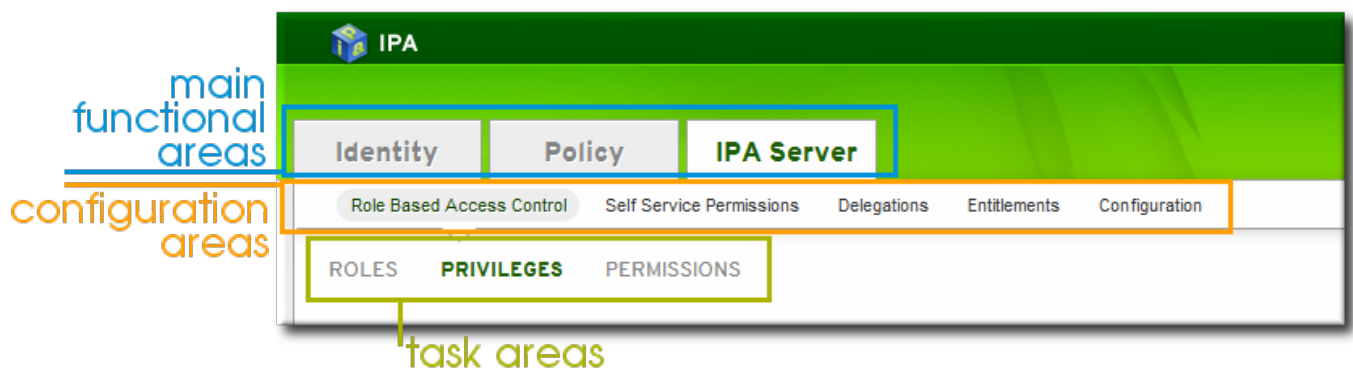 IPA
main
functional
areas
Identity Policy IPA Server
configuration
areas
Role Based Access Control Self Service Permissions Delegations Entitlements Configuration
ROLES PRIVILEGES PERMISSIONS
task areas